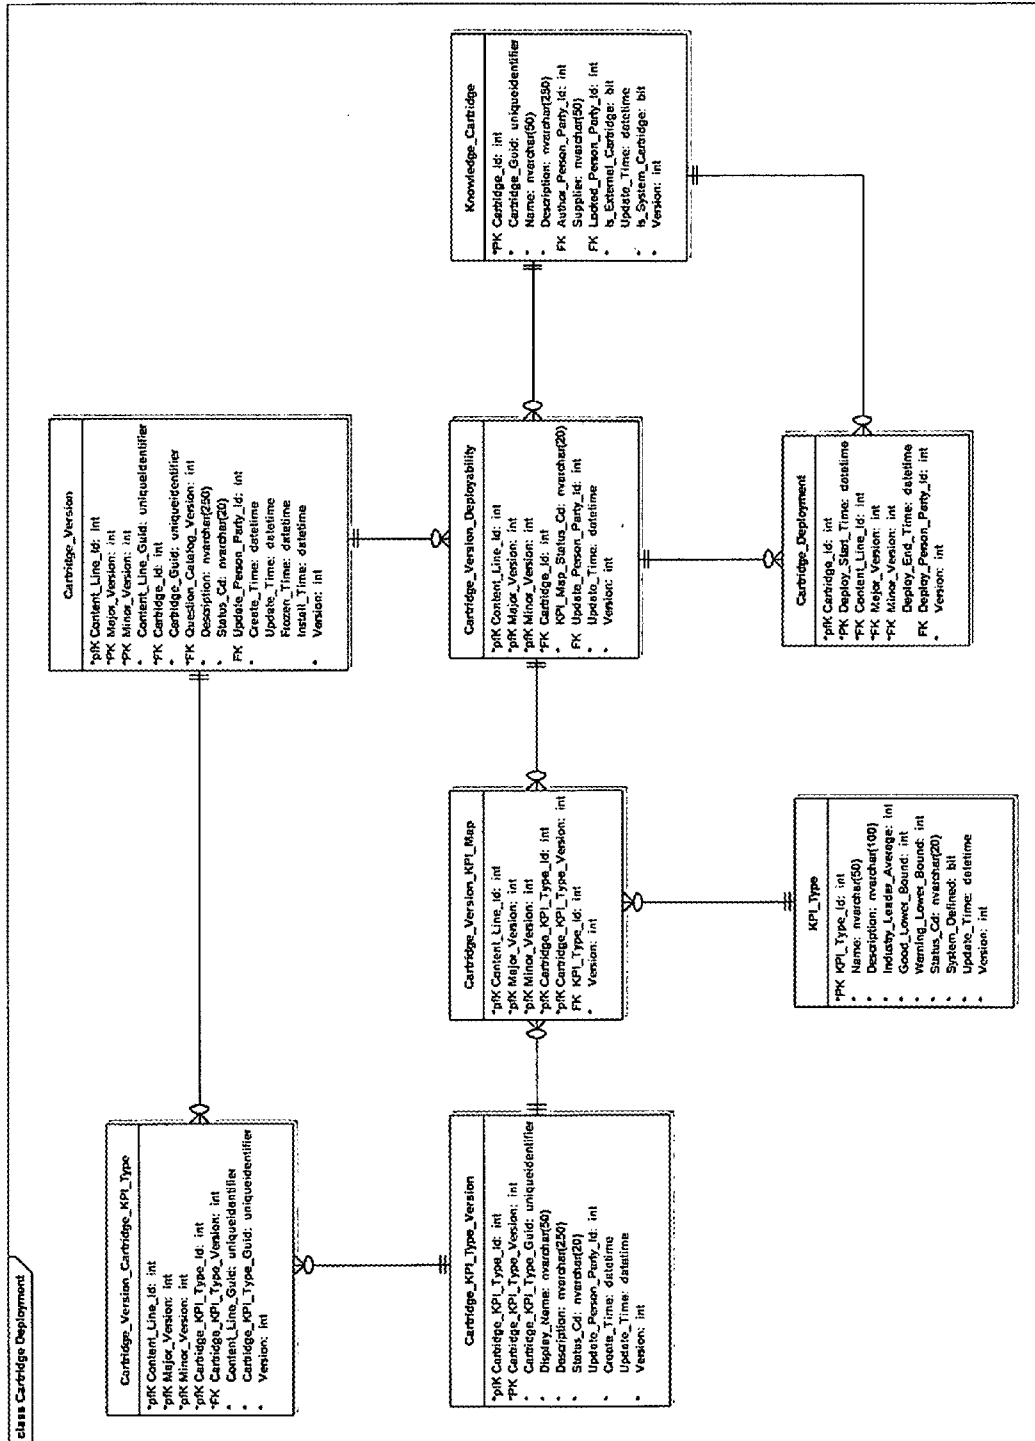 class Cartridge Deployment
Cartridge_Version_Cartridge_KPI_Type
*pfK Content_Line_Id: int
*pfK Major_Version: int
*pfK Minor_Version: int
*pfK Cartridge_KPI_Type_Id: int
*FK Cartridge_KPI_Type_Version: int
* Content_Line_Guid: uniqueidentifier
* Cartridge_KPI_Type_Guid: uniqueidentifier
* Version: int
Cartridge_Version
*pfK Content_Line_Id: int
*PK Major_Version: int
*PK Minor_Version: int
* Content_Line_Guid: uniqueidentifier
*FK Cartridge_Id: int
* Cartridge_Guid: uniqueidentifier
*FK Question_Catalog_Version: int
* Description: nvarchar(250)
* Status_Cd: nvarchar(20)
FK Update_Person_Party_Id: int
* Create_Time: datetime
Update_Time: datetime
Frozen_Time: datetime
Install_Time: datetime
* Version: int
Cartridge_KPI_Type_Version
*pfK Cartridge_KPI_Type_Id: int
*PK Cartridge_KPI_Type_Version: int
* Cartridge_KPI_Type_Guid: uniqueidentifier
* Display_Name: nvarchar(50)
* Description: nvarchar(250)
* Status_Cd: nvarchar(20)
Update_Person_Party_Id: int
* Create_Time: datetime
Update_Time: datetime
* Version: int
Cartridge_Version_KPI_Map
*pfK Content_Line_Id: int
*pfK Major_Version: int
*pfK Minor_Version: int
*pfK Cartridge_KPI_Type_Id: int
*pfK Cartridge_KPI_Type_Version: int
FK KPI_Type_Id: int
* Version: int
Cartridge_Version_Deployability
*pfK Content_Line_Id: int
*pfK Major_Version: int
*pfK Minor_Version: int
*FK Cartridge_Id: int
* KPI_Map_Status_Cd: nvarchar(20)
FK Update_Person_Party_Id: int
* Update_Time: datetime
* Version: int
Knowledge_Cartridge
*PK Cartridge_Id: int
* Cartridge_Guid: uniqueidentifier
* Name: nvarchar(50)
* Description: nvarchar(250)
FK Author_Person_Party_Id: int
Supplier: nvarchar(50)
FK Locked_Person_Party_Id: int
* Is_External_Cartridge: bit
Update_Time: datetime
* Is_System_Cartridge: bit
* Version: int
KPI_Type
*PK KPI_Type_Id: int
* Name: nvarchar(50)
* Description: nvarchar(100)
* Industry_Leader_Average: int
* Good_Lower_Bound: int
* Warning_Lower_Bound: int
* Status_Cd: nvarchar(20)
* System_Defined: bit
* Update_Time: datetime
* Version: int
Cartridge_Deployment
*pfK Cartridge_Id: int
*PK Deploy_Start_Time: datetime
*FK Content_Line_Id: int
*FK Major_Version: int
*FK Minor_Version: int
Deploy_End_Time: datetime
FK Deploy_Person_Party_Id: int
* Version: int